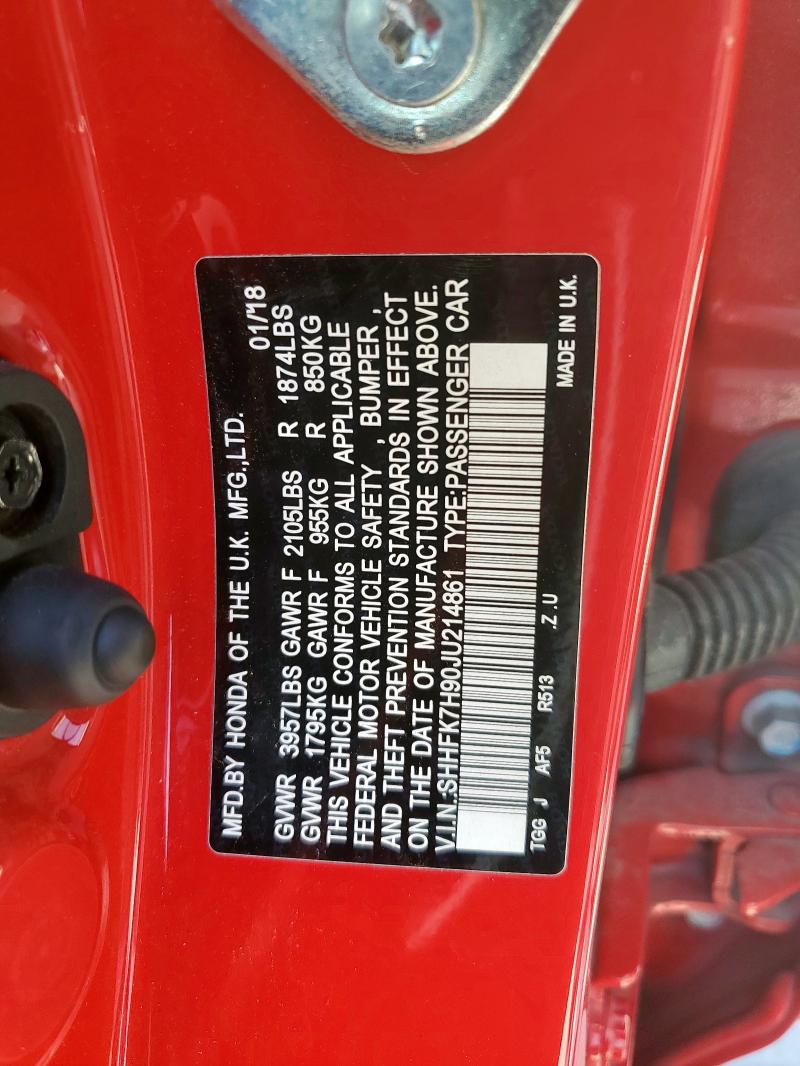 MFD.BY HONDA OF THE U.K. MFG.,LTD. 01/18
GVWR 3957LBS GAWR F 2105LBS R 1874LBS
GVWR 1795KG GAWR F 955KG R 850KG
THIS VEHICLE CONFORMS TO ALL APPLICABLE
FEDERAL MOTOR VEHICLE SAFETY , BUMPER ,
AND THEFT PREVENTION STANDARDS IN EFFECT
ON THE DATE OF MANUFACTURE SHOWN ABOVE.
V.I.N.:SHHFK7H90JU214861 TYPE:PASSENGER CAR
TGG J AF5 R513 .Z .U MADE IN U.K.